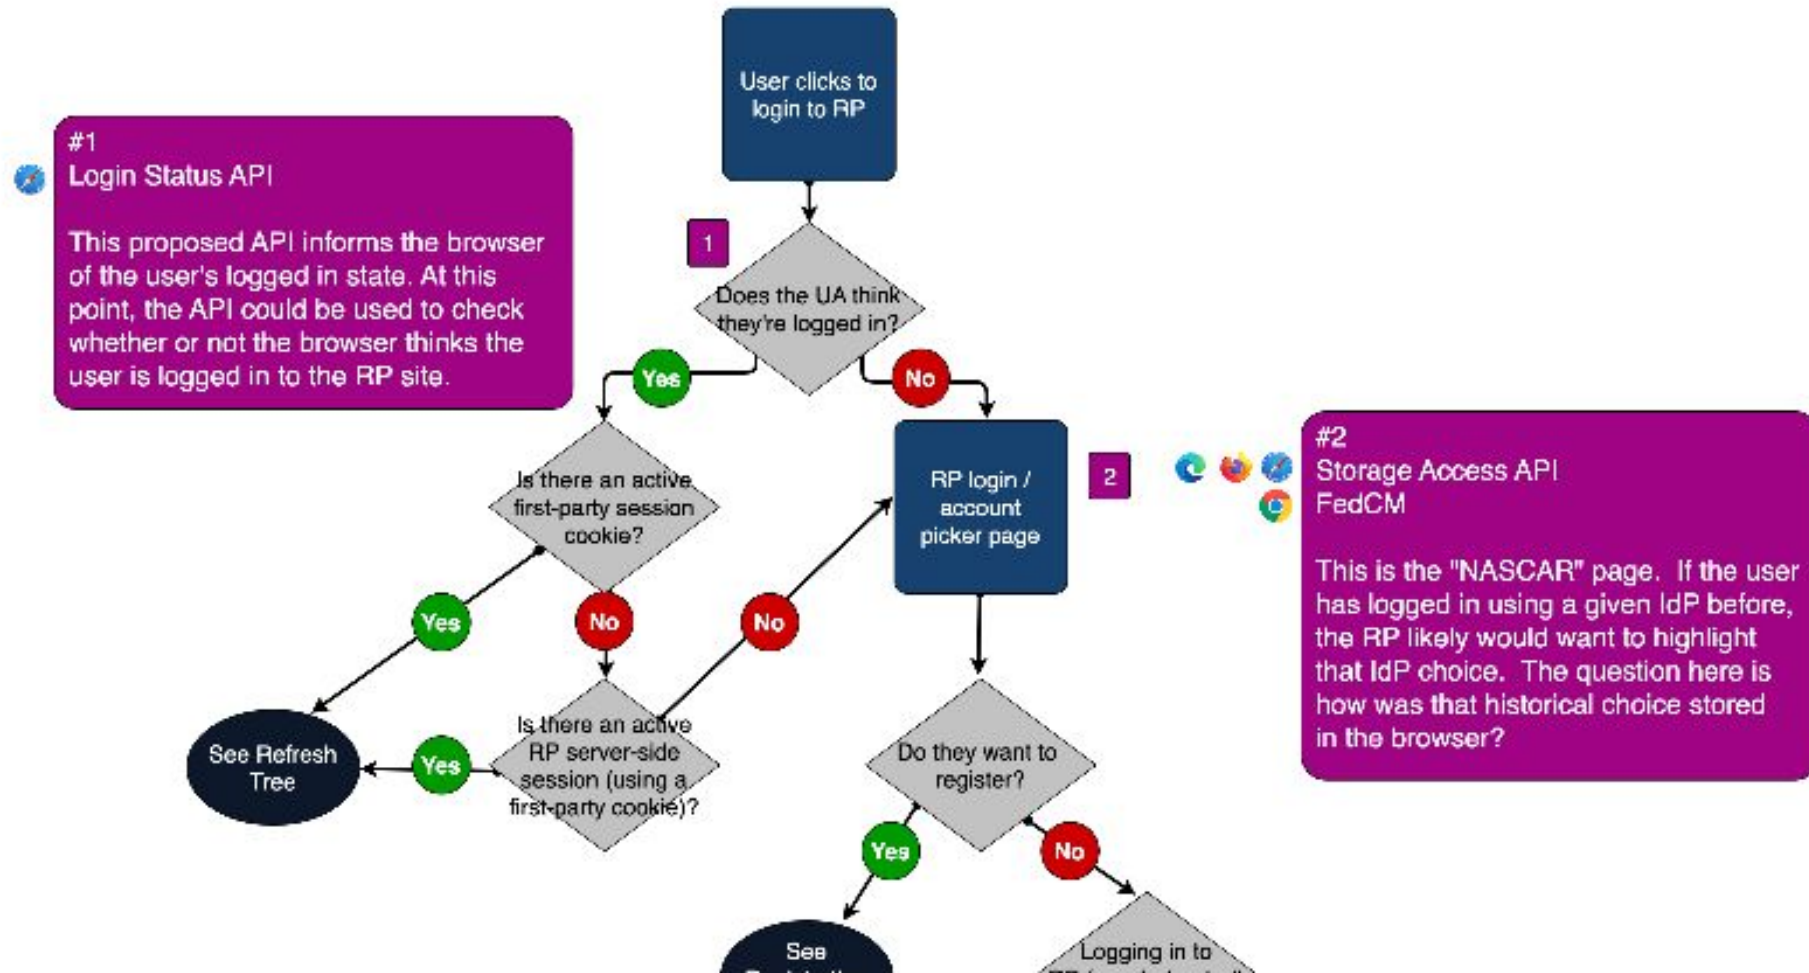 User clicks to
login to RP
#1
Login Status API
This proposed API informs the browser
of the user's logged in state. At this
point, the API could be used to check
whether or not the browser thinks the
user is logged in to the RP site.
1
Does the UA think
they're logged in?
Yes
No
Is there an active
first-party session
cookie?
RP login /
account
picker page
2
#2
Storage Access API
FedCM
This is the "NASCAR" page. If the user
has logged in using a given IdP before,
the RP likely would want to highlight
that IdP choice. The question here is
how was that historical choice stored
in the browser?
Yes
No
No
See Refresh
Tree
Yes
Is there an active
RP server-side
session (using a
first-party cookie)?
Do they want to
register?
Yes
No
See
Logging in to